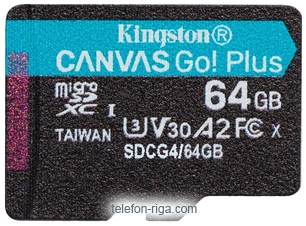 Kingston®
CANVAS Go! Plus
micro SD XC I
64GB
TAIWAN
U3 V30 A2 FC X
SDCG4/64GB
telefon-riga.com